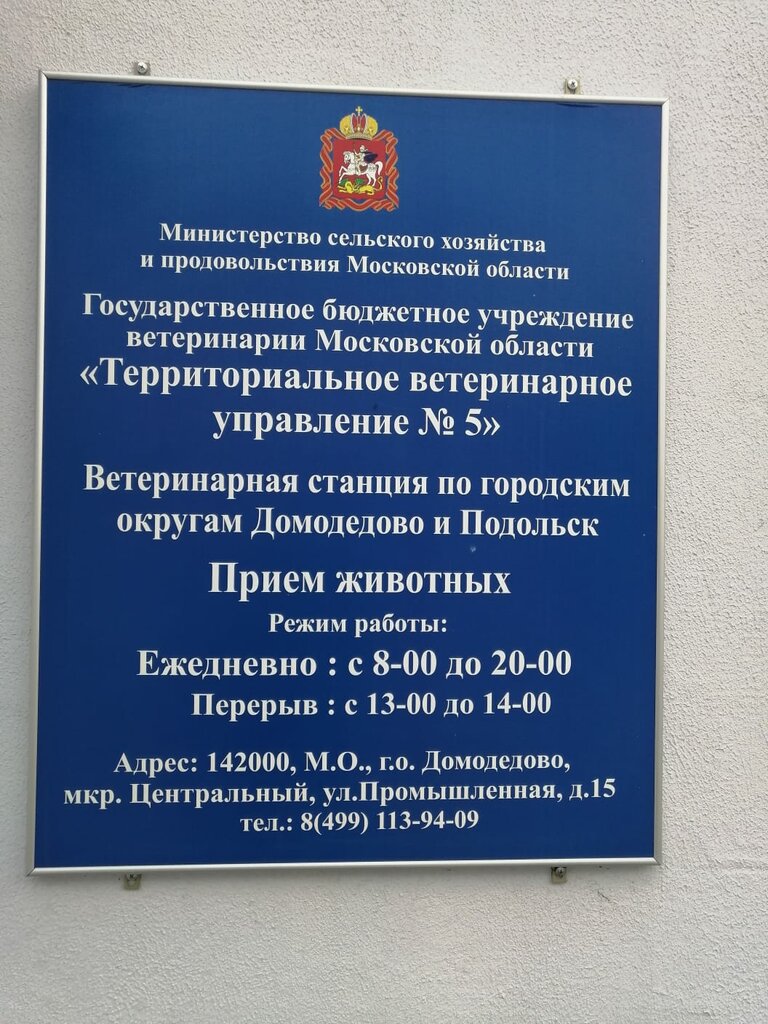 Министерство сельского хозяйства
и продовольствия Московской области
Государственное бюджетное учреждение
ветеринарии Московской области
«Территориальное ветеринарное
управление № 5»
Ветеринарная станция по городским
округам Домодедово и Подольск
Прием животных
Режим работы:
Ежедневно : с 8-00 до 20-00
Перерыв : с 13-00 до 14-00
Адрес: 142000, М.О., г.о. Домодедово,
мкр. Центральный, ул.Промышленная, д.15
тел.: 8(499) 113-94-09